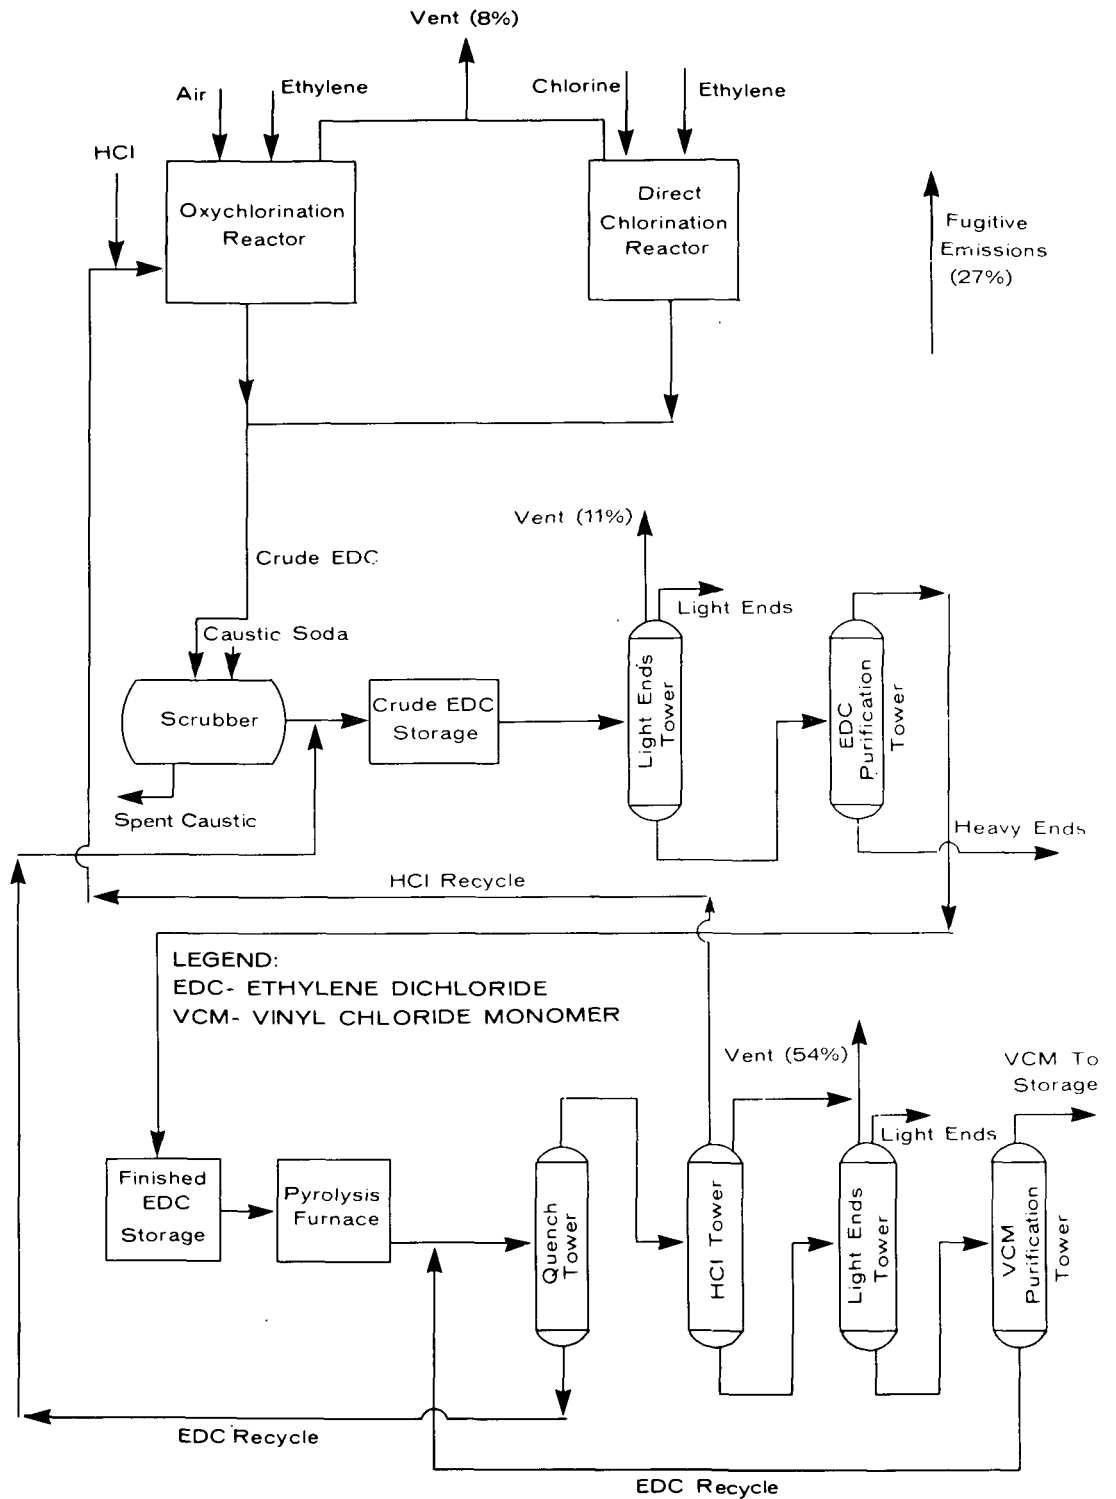 Vent (8%)
Air
Ethylene
Chlorine
Ethylene
HCl
Oxychlorination
Reactor
Direct
Chlorination
Reactor
Fugitive
Emissions
(27%)
Vent (11%)
Crude EDC
Light Ends
Caustic Soda
Scrubber
Crude EDC
Storage
Light Ends
Tower
EDC
Purification
Tower
Spent Caustic
Heavy Ends
HCl Recycle
LEGEND:
EDC- ETHYLENE DICHLORIDE
VCM- VINYL CHLORIDE MONOMER
Vent (54%)
VCM To
Storage
Light Ends
Finished
EDC
Storage
Pyrolysis
Furnace
Quench
Tower
HCl Tower
Light Ends
Tower
VCM
Purification
Tower
EDC Recycle
EDC Recycle